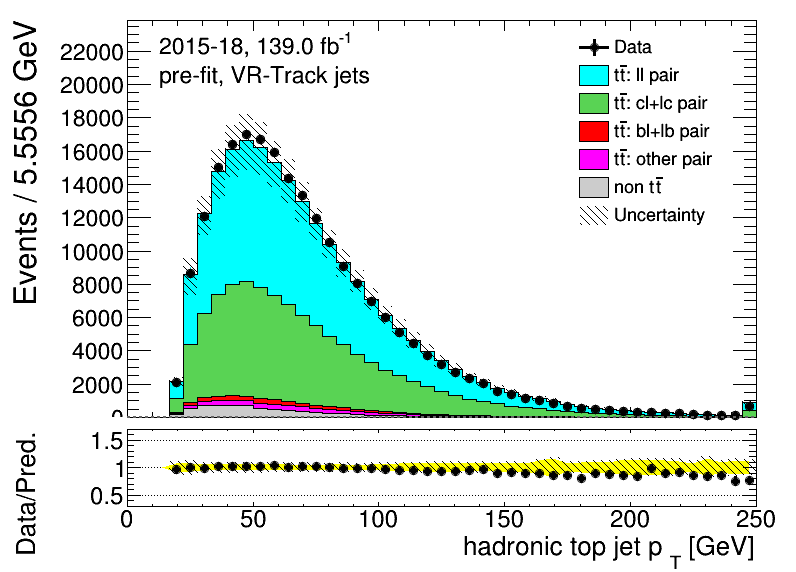 2015-18, 139.0 fb⁻¹
pre-fit, VR-Track jets
Data
tt̄: ll pair
tt̄: cl+lc pair
tt̄: bl+lb pair
tt̄: other pair
non tt̄
Uncertainty
Events / 5.5556 GeV
22000
20000
18000
16000
14000
12000
10000
8000
6000
4000
2000
0
Data/Pred.
1.5
1
0.5
0 50 100 150 200 250
hadronic top jet p_T [GeV]